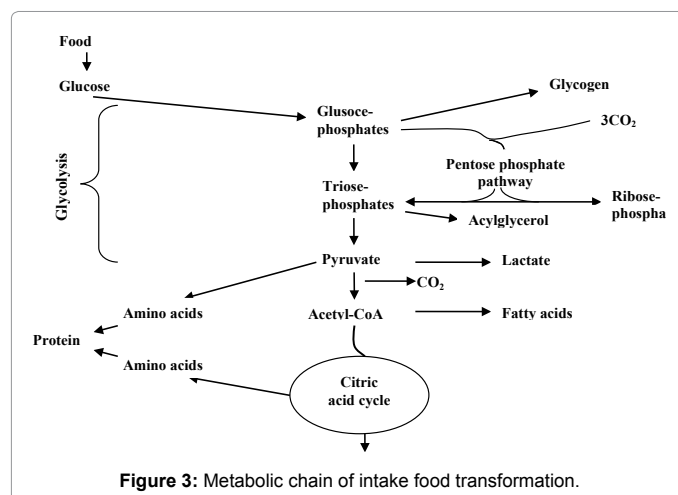 Food
Glucose
Glusoce-
phosphates
Glycogen
3CO₂
Pentose phosphate
pathway
Glycolysis
Triose-
phosphates
Ribose-
phospha
Acylglycerol
Pyruvate
Lactate
CO₂
Amino acids
Acetyl-CoA
Fatty acids
Protein
Amino acids
Citric
acid cycle
Figure 3: Metabolic chain of intake food transformation.